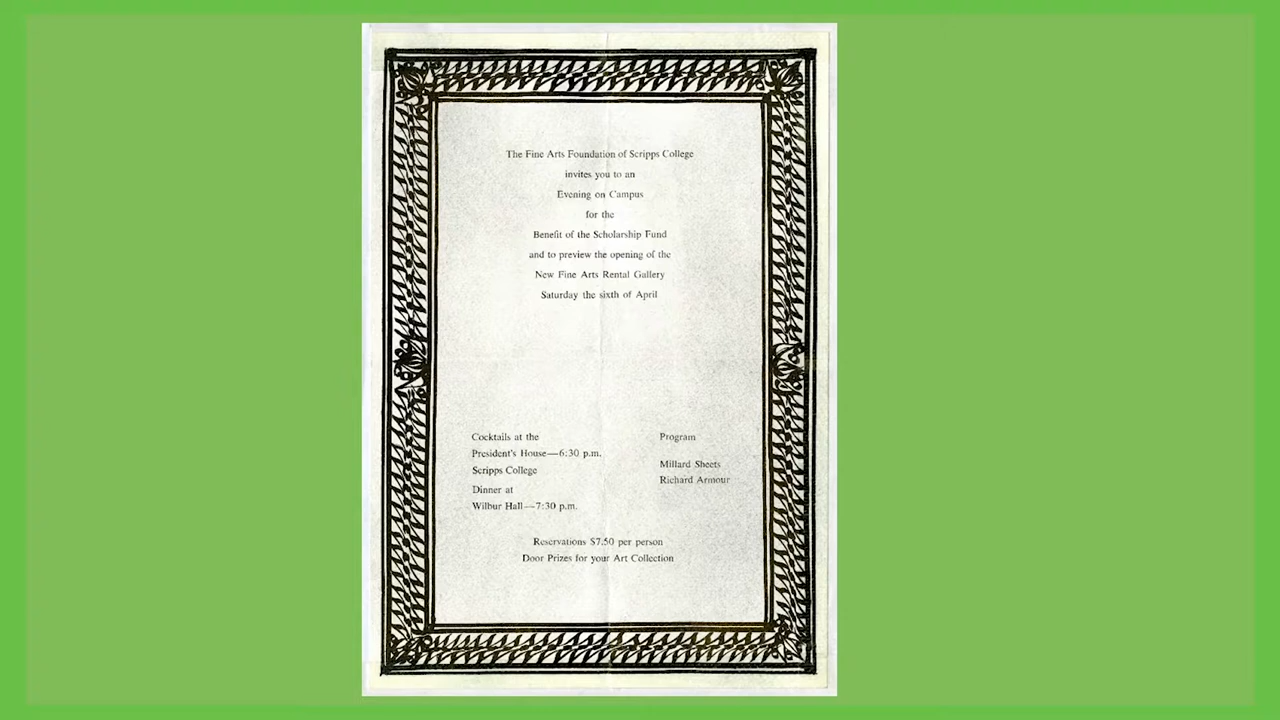 The Fine Arts Foundation of Scripps College
invites you to an
Evening on Campus
for the
Benefit of the Scholarship Fund
and to preview the opening of the
New Fine Arts Rental Gallery
Saturday the sixth of April
Cocktails at the
President's House—6:30 p.m.
Scripps College
Dinner at
Wilbur Hall—7:30 p.m.
Program
Millard Sheets
Richard Armour
Reservations $7.50 per person
Door Prizes for your Art Collection